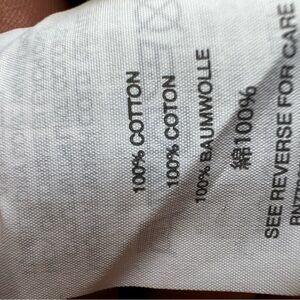 100% COTTON
100% COTON
100% BAUMWOLLE
綿100%
SEE REVERSE FOR CARE